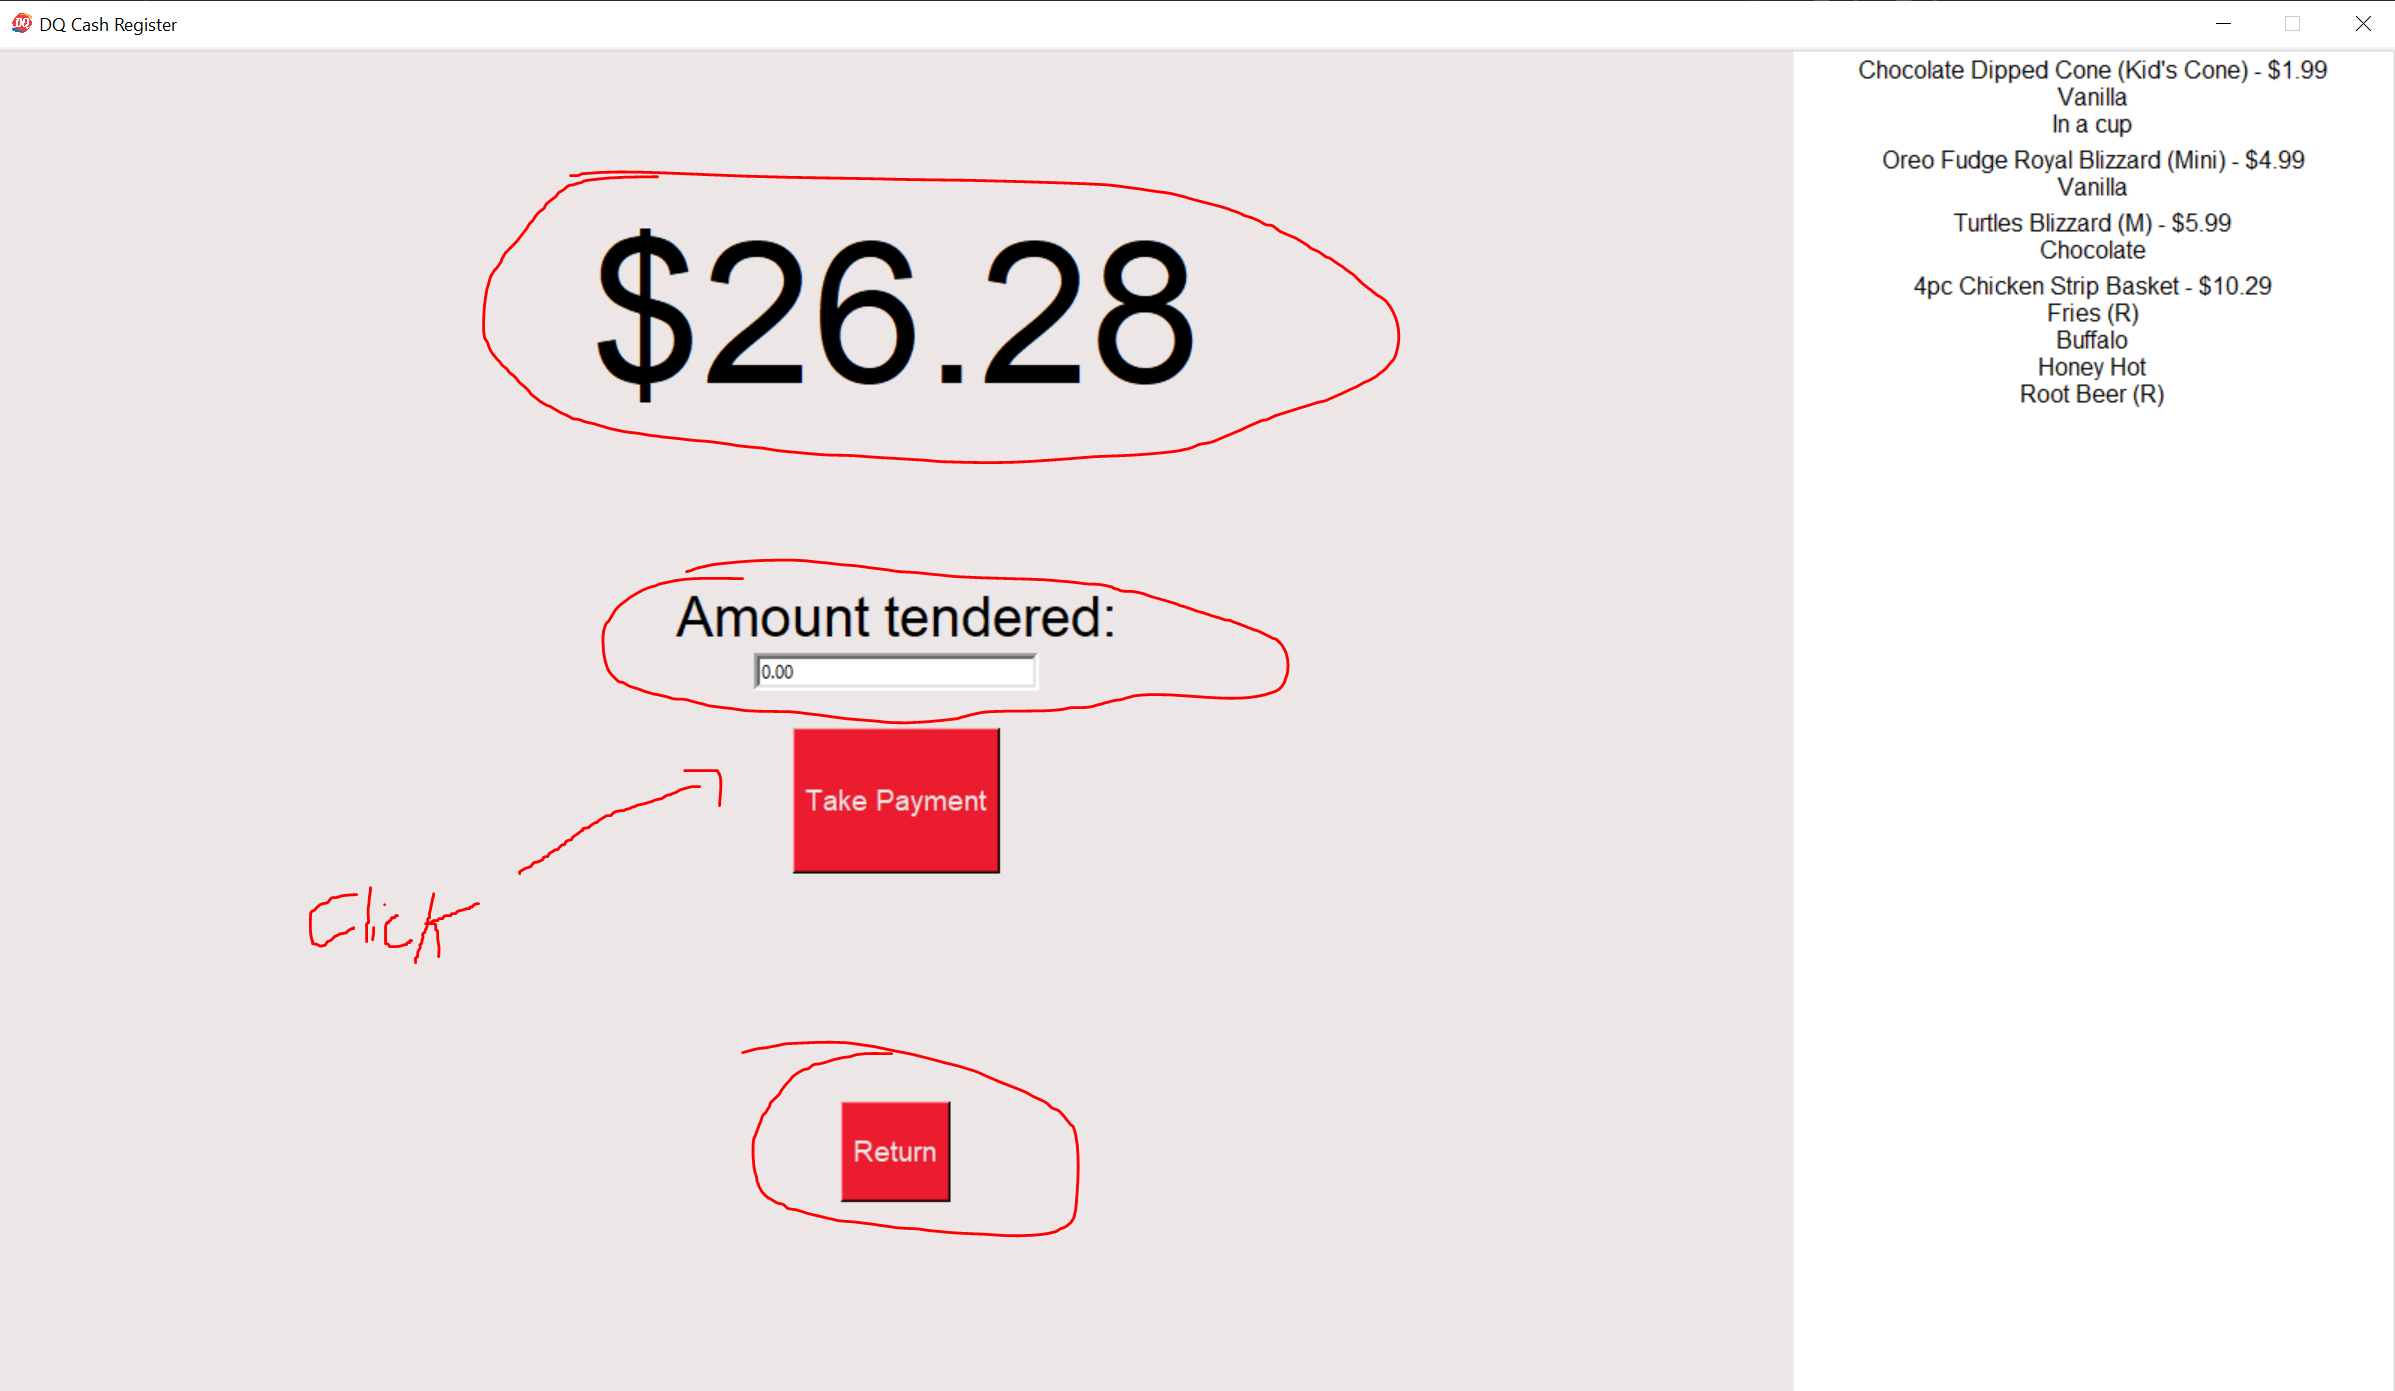 DQ Cash Register
$26.28
Amount tendered:
0.00
Take Payment
Click
Return
Chocolate Dipped Cone (Kid's Cone) - $1.99
Vanilla
In a cup
Oreo Fudge Royal Blizzard (Mini) - $4.99
Vanilla
Turtles Blizzard (M) - $5.99
Chocolate
4pc Chicken Strip Basket - $10.29
Fries (R)
Buffalo
Honey Hot
Root Beer (R)